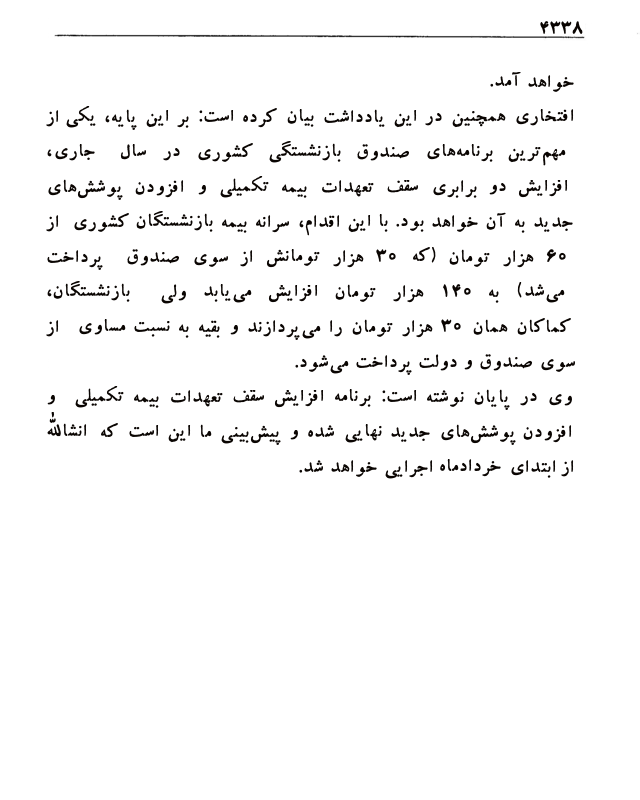 ۴۳۳۸
خواهد آمد.
افتخاری همچنین در این یادداشت بیان کرده است: بر این پایه، یکی از
مهم‌ترین برنامه‌های صندوق بازنشستگی کشوری در سال جاری،
افزایش دو برابری سقف تعهدات بیمه تکمیلی و افزودن پوشش‌های
جدید به آن خواهد بود. با این اقدام، سرانه بیمه بازنشستگان کشوری از
۶۰ هزار تومان (که ۳۰ هزار تومانش از سوی صندوق پرداخت
می‌شد) به ۱۴۰ هزار تومان افزایش می‌یابد ولی بازنشستگان،
کماکان همان ۳۰ هزار تومان را می‌پردازند و بقیه به نسبت مساوی از
سوی صندوق و دولت پرداخت می‌شود.
وی در پایان نوشته است: برنامه افزایش سقف تعهدات بیمه تکمیلی و
افزودن پوشش‌های جدید نهایی شده و پیش‌بینی ما این است که انشالله
از ابتدای خردادماه اجرایی خواهد شد.